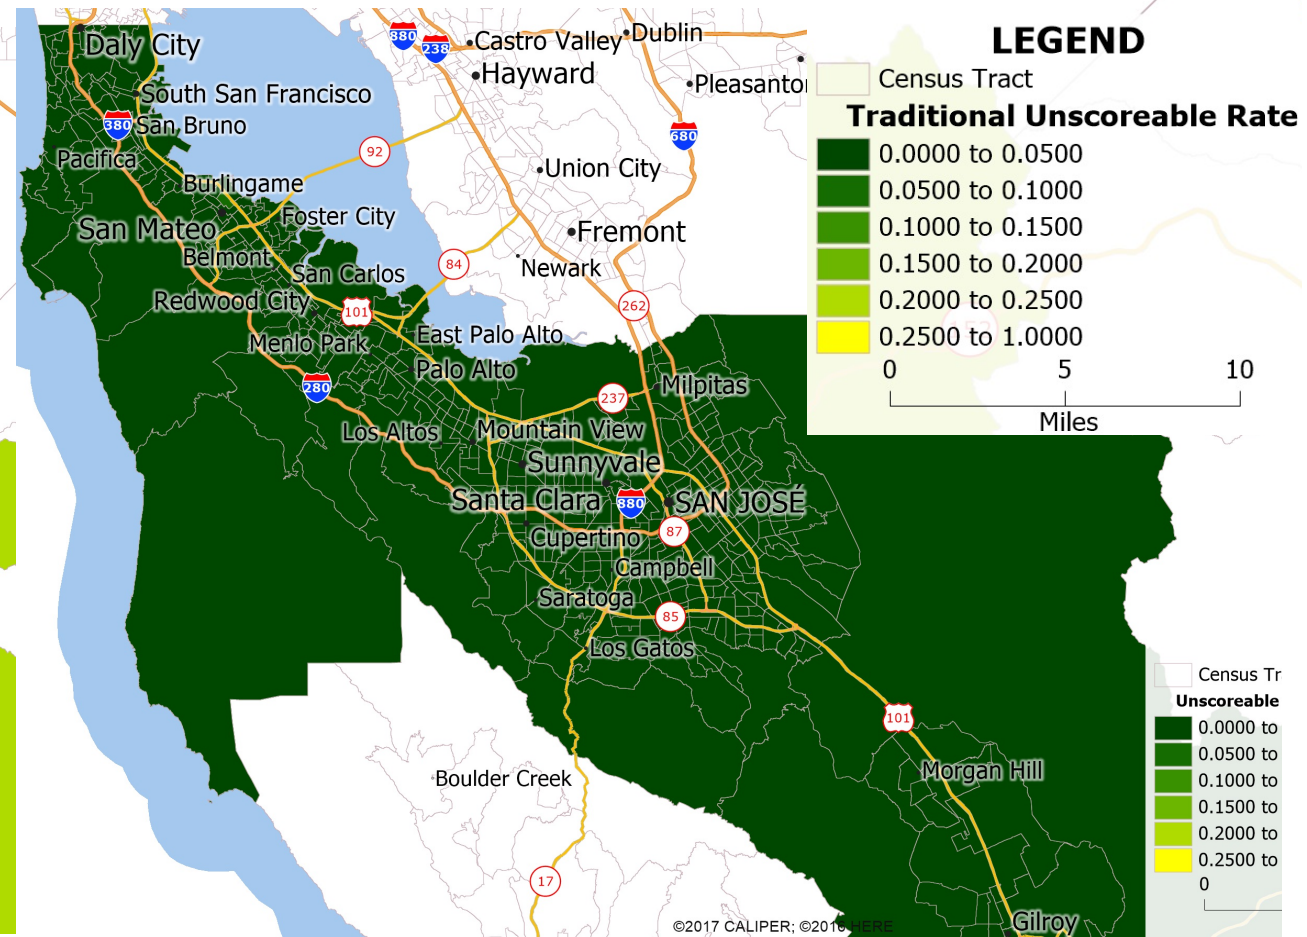 880
238
Castro Valley
Dublin
Daly City
Hayward
Pleasanto
South San Francisco
380
San Bruno
680
92
Pacifica
Union City
Burlingame
Foster City
San Mateo
Fremont
Belmont
84
Newark
San Carlos
Redwood City
101
262
East Palo Alto
Menlo Park
Palo Alto
280
237
Milpitas
Los Altos
Mountain View
Sunnyvale
Santa Clara
880
SAN JOSÉ
87
Cupertino
Campbell
Saratoga
85
Los Gatos
101
Morgan Hill
Boulder Creek
17
Gilroy
©2017 CALIPER; ©2016 HERE
LEGEND
Census Tract
Traditional Unscoreable Rate
0.0000 to 0.0500
0.0500 to 0.1000
0.1000 to 0.1500
0.1500 to 0.2000
0.2000 to 0.2500
0.2500 to 1.0000
0 5 10
Miles
Census Tr
Unscoreable
0.0000 to
0.0500 to
0.1000 to
0.1500 to
0.2000 to
0.2500 to
0